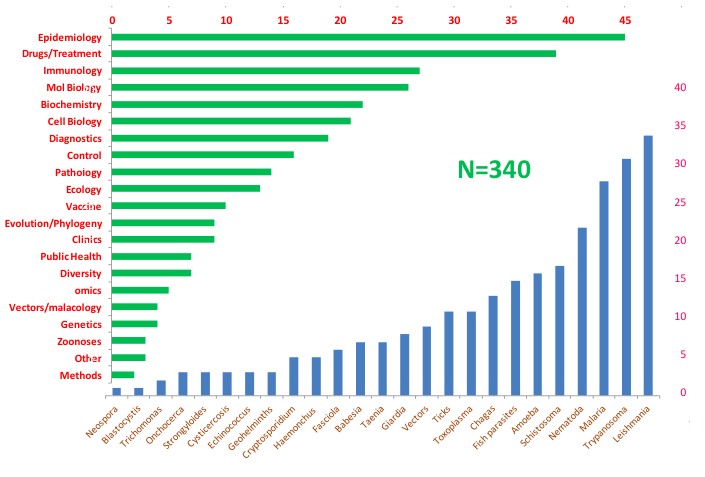 0 5 10 15 20 25 30 35 40 45
Epidemiology
Drugs/Treatment
Immunology
Mol Biology
Biochemistry
Cell Biology
Diagnostics
Control
Pathology
Ecology
Vaccine
Evolution/Phylogeny
Clinics
Public Health
Diversity
omics
Vectors/malacology
Genetics
Zoonoses
Other
Methods
N=340
40
35
30
25
20
15
10
5
0
Neospora
Blastocystis
Trichomonas
Onchocerca
Strongyloides
Cysticercosis
Echinococcus
Geohelminths
Cryptosporidium
Haemonchus
Fasciola
Babesia
Taenia
Giardia
Vectors
Ticks
Toxoplasma
Chagas
Fish parasites
Amoeba
Schistosoma
Nematoda
Malaria
Trypanosoma
Leishmania